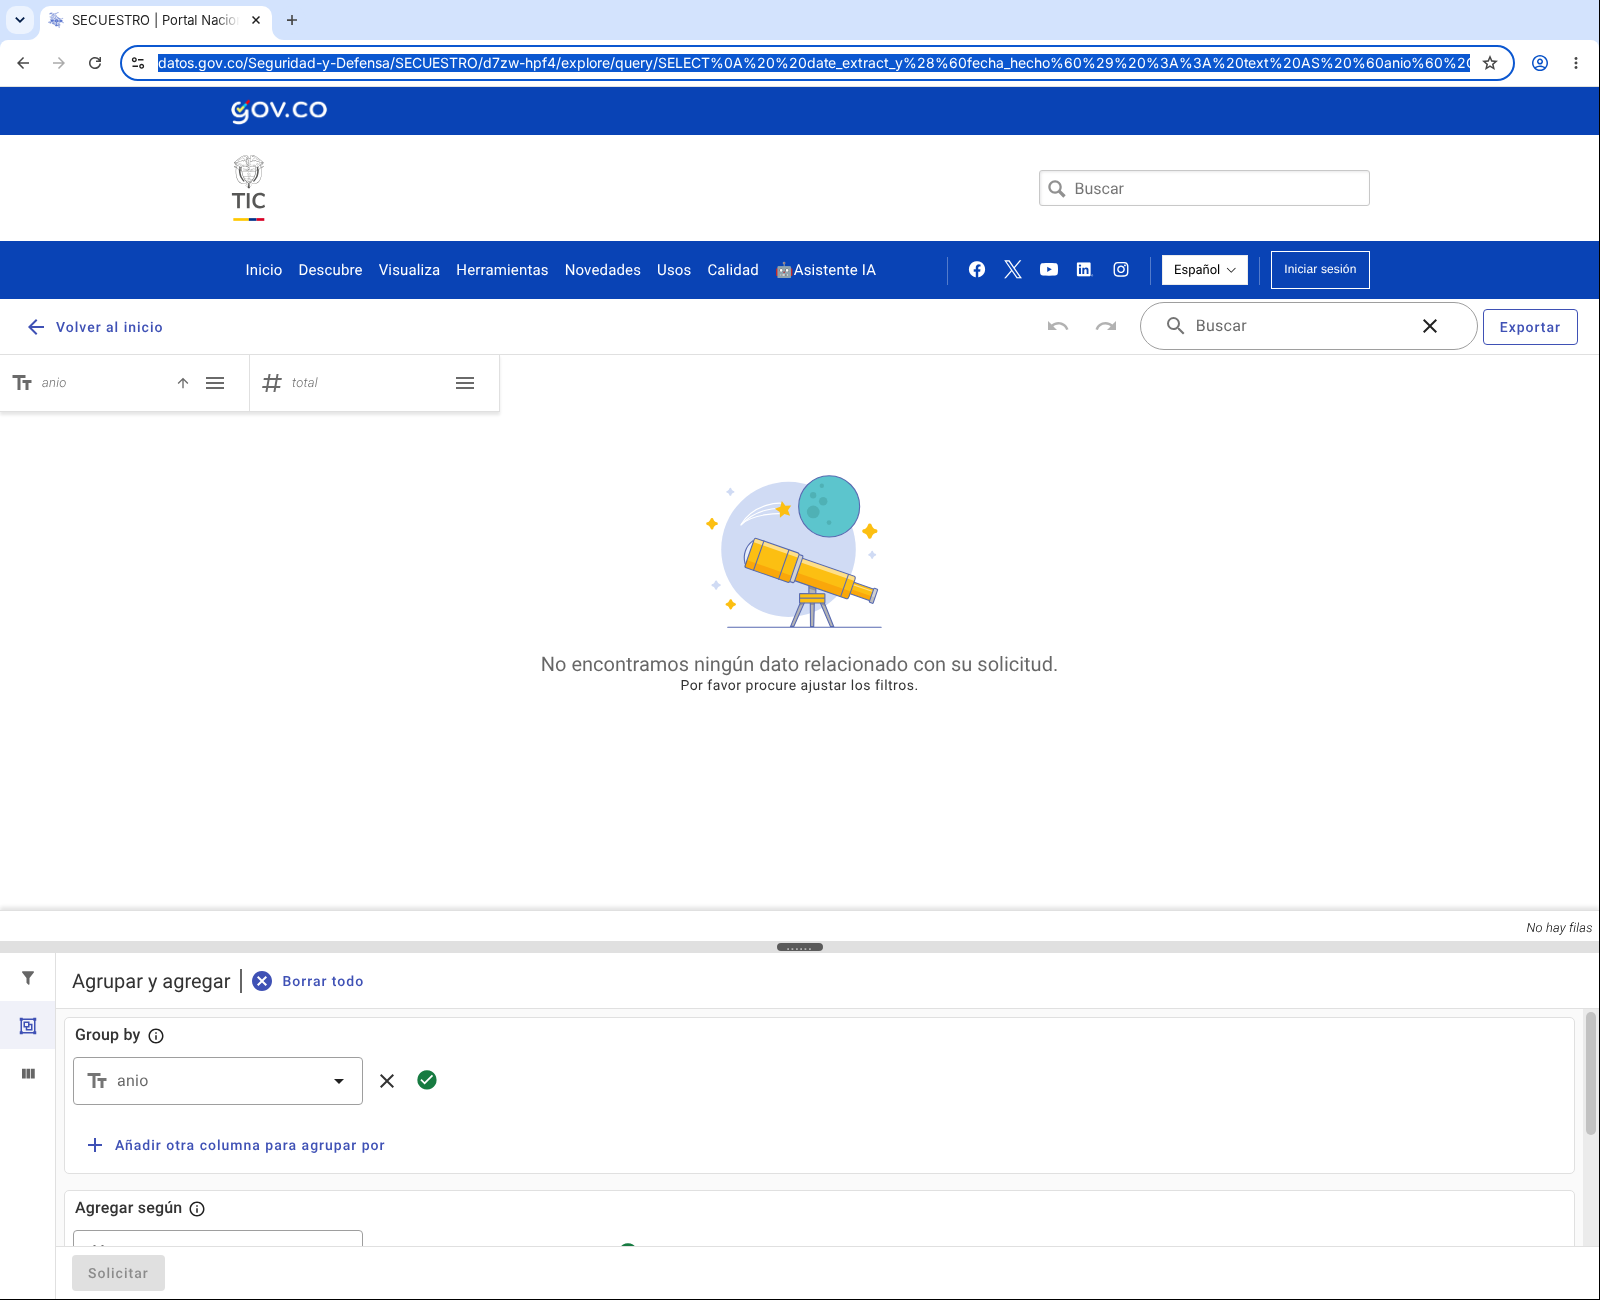 SECUESTRO | Portal Nacio
datos.gov.co/Seguridad-y-Defensa/SECUESTRO/d7zw-hpf4/explore/query/SELECT%0A%20%20date_extract_y%28%60fecha_hecho%60%29%20%3A%3A%20text%20AS%20%60anio%60%2C
GOV.CO
TIC
Buscar
Inicio Descubre Visualiza Herramientas Novedades Usos Calidad 🤖Asistente IA Español Iniciar sesión
Volver al inicio Buscar Exportar
anio total
No encontramos ningún dato relacionado con su solicitud.
Por favor procure ajustar los filtros.
No hay filas
Agrupar y agregar Borrar todo
Group by
anio
Añadir otra columna para agrupar por
Agregar según
Solicitar